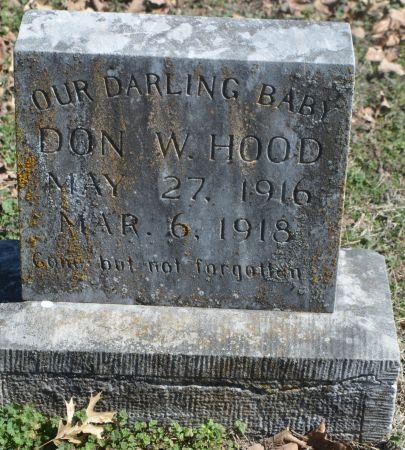 OUR DARLING BABY
DON W. HOOD
MAY 27, 1916
MAR. 6, 1918
Gone but not forgotten